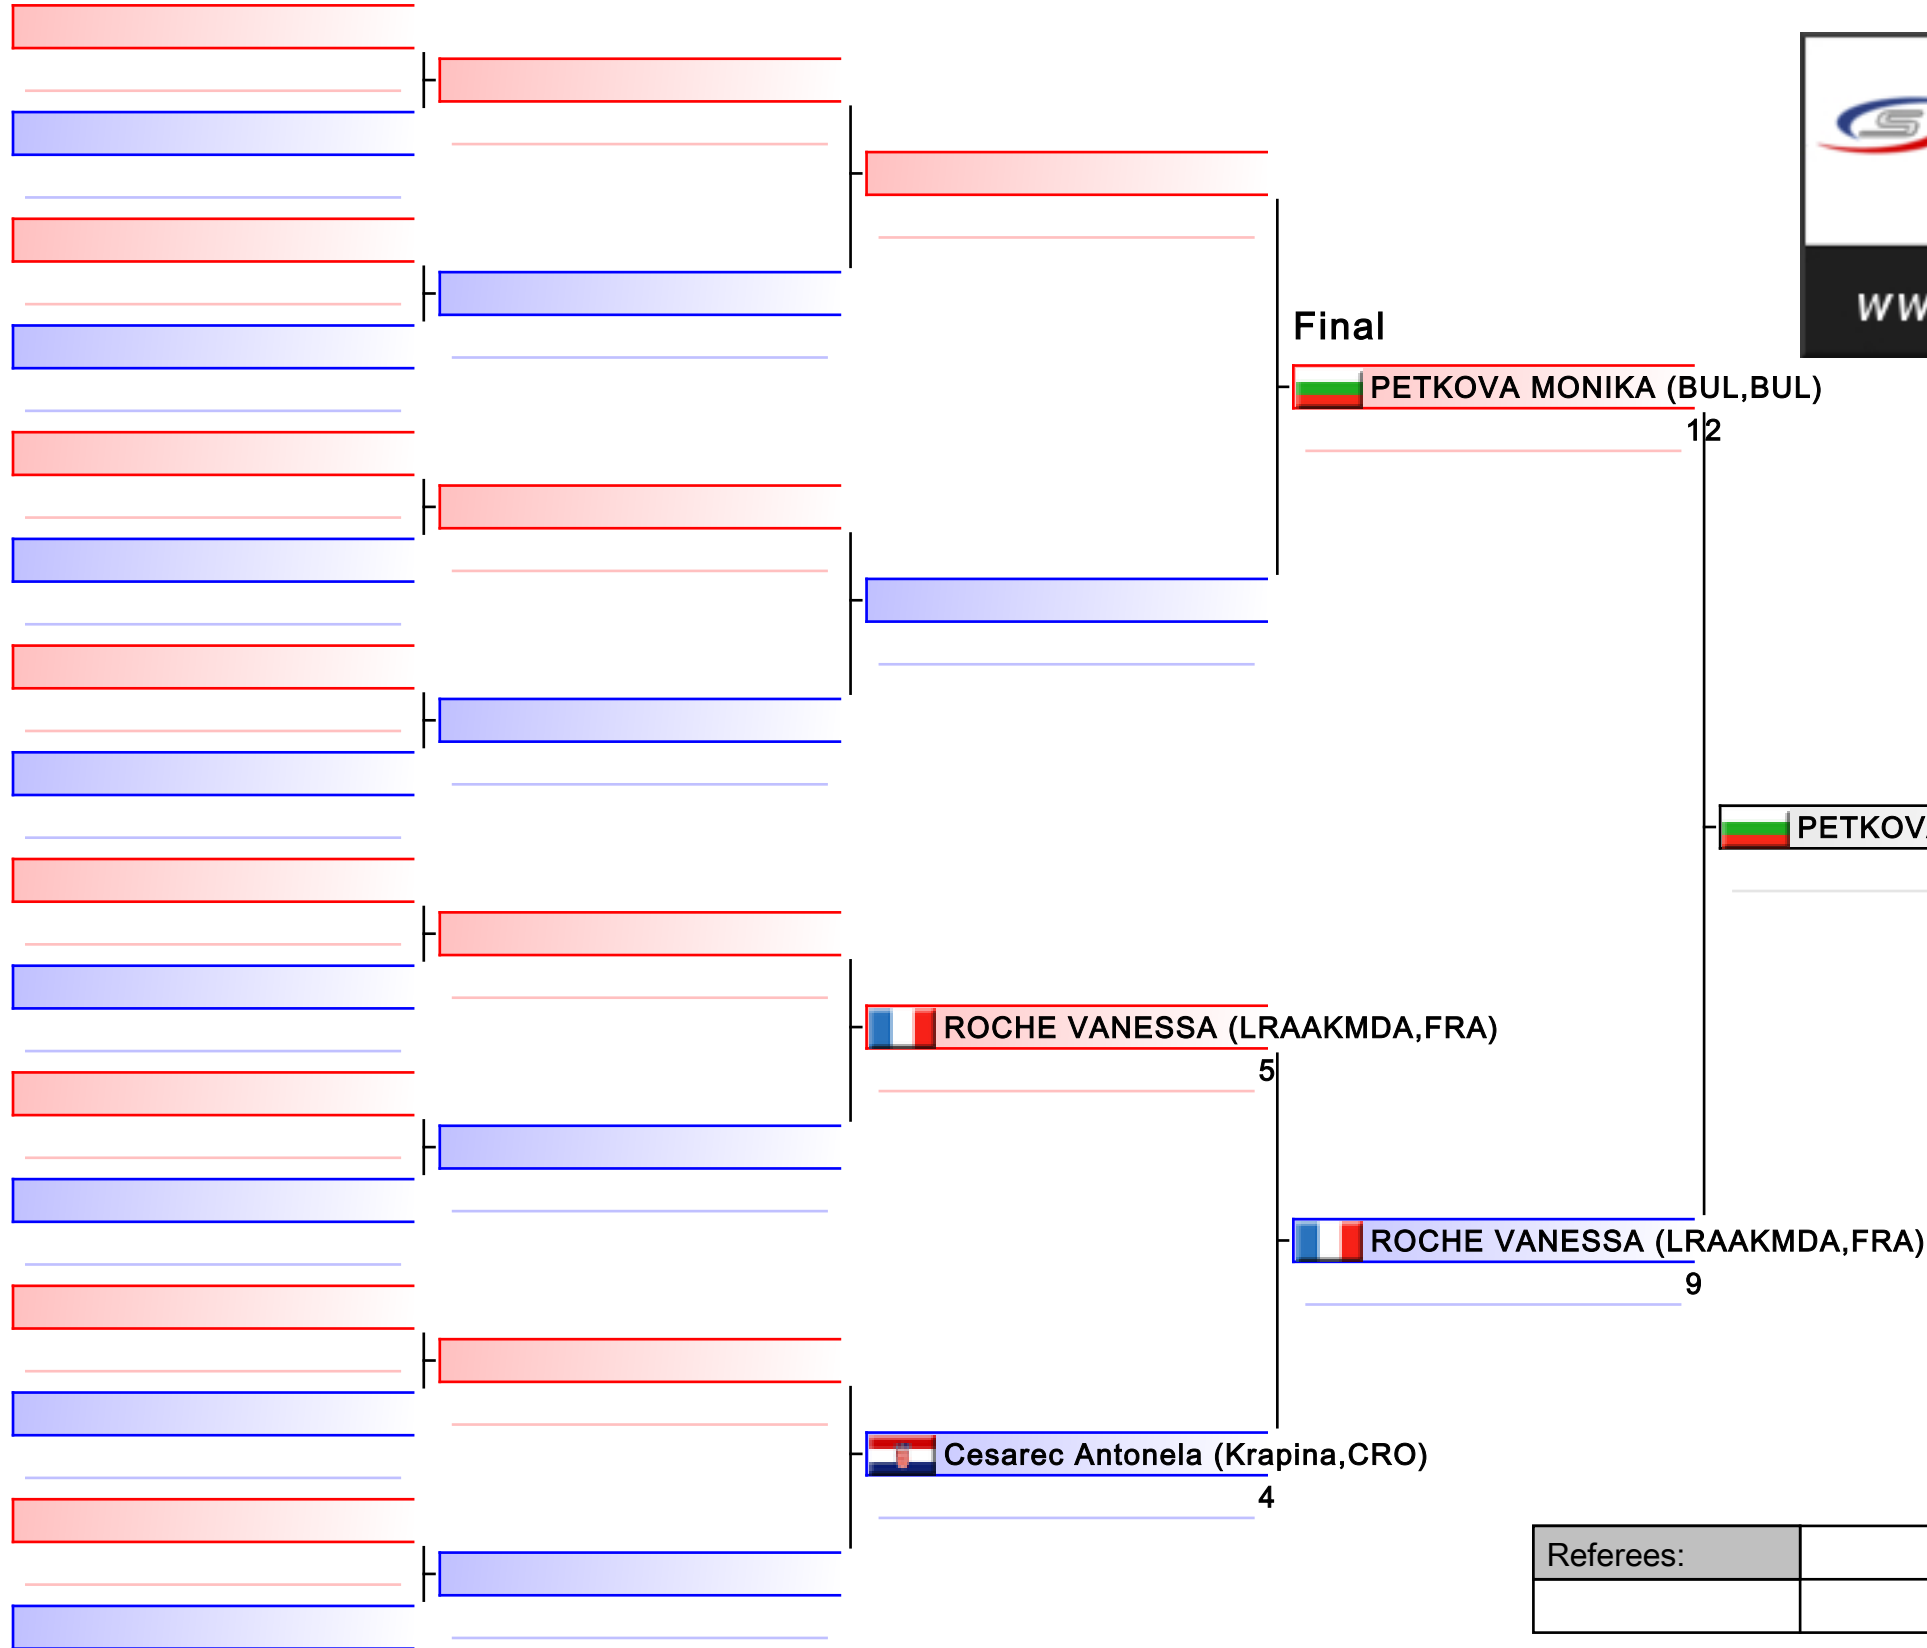 Final
PETKOVA MONIKA (BUL,BUL)
12
PETKOVA
ROCHE VANESSA (LRAAKMDA,FRA)
5
ROCHE VANESSA (LRAAKMDA,FRA)
9
Cesarec Antonela (Krapina,CRO)
4
Referees: